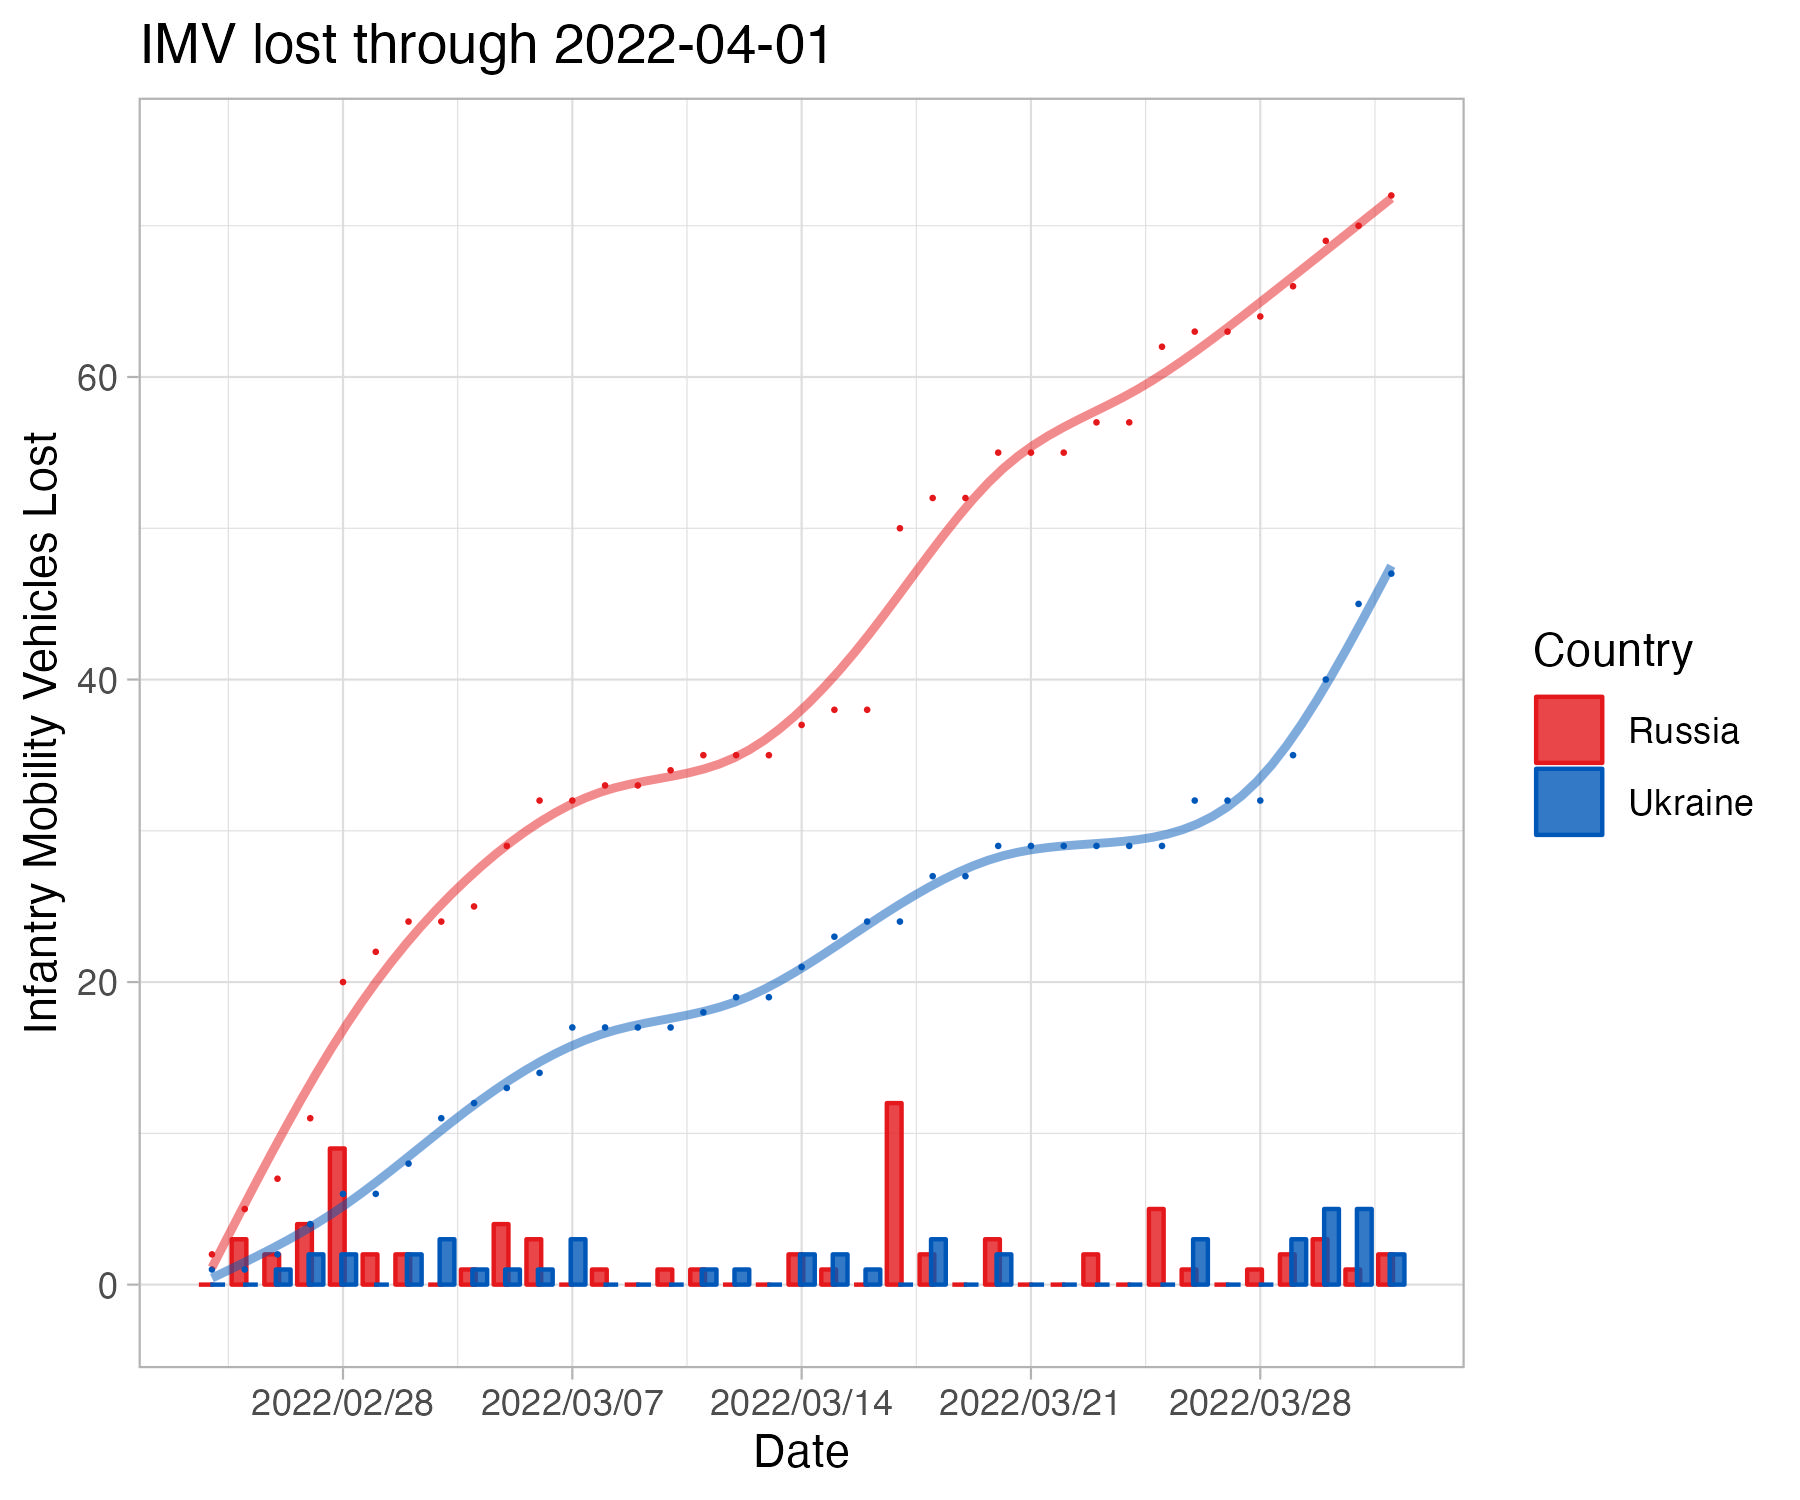 IMV lost through 2022-04-01
Infantry Mobility Vehicles Lost
60
40
20
0
2022/02/28
2022/03/07
2022/03/14
2022/03/21
2022/03/28
Date
Country
Russia
Ukraine